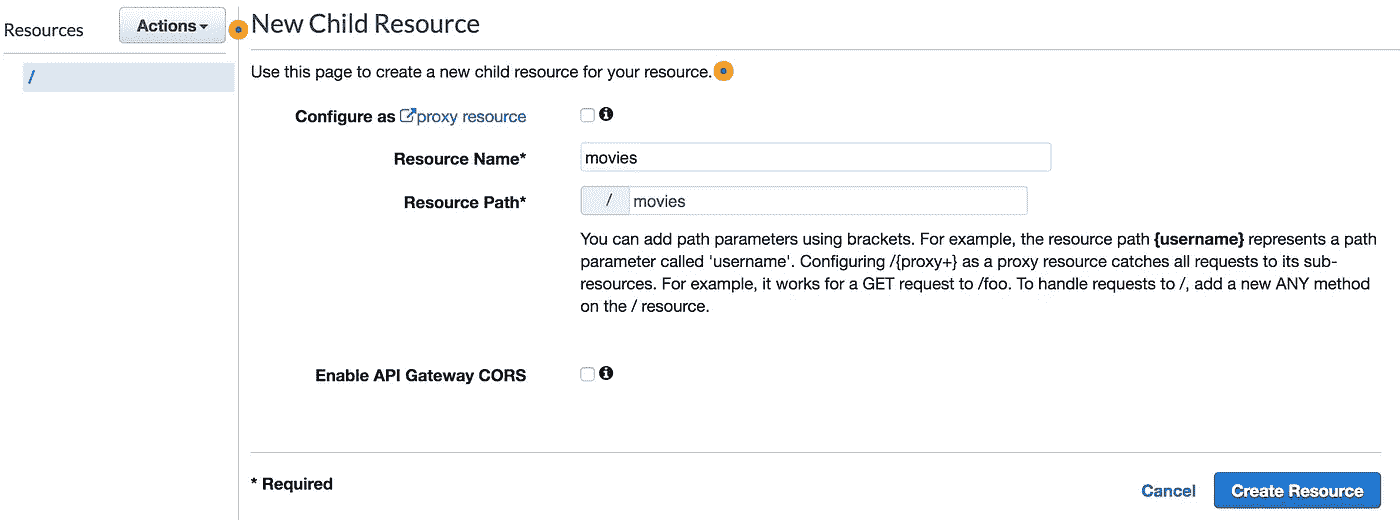 Resources
Actions
New Child Resource
/
Use this page to create a new child resource for your resource.
Configure as proxy resource
Resource Name*
movies
Resource Path*
/ movies
You can add path parameters using brackets. For example, the resource path {username} represents a path
parameter called 'username'. Configuring /{proxy+} as a proxy resource catches all requests to its sub-
resources. For example, it works for a GET request to /foo. To handle requests to /, add a new ANY method
on the / resource.
Enable API Gateway CORS
* Required
Cancel
Create Resource